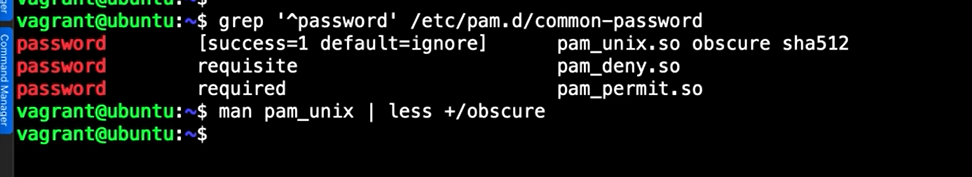 vagrant@ubuntu:~$ grep '^password' /etc/pam.d/common-password
password [success=1 default=ignore] pam_unix.so obscure sha512
password requisite pam_deny.so
password required pam_permit.so
vagrant@ubuntu:~$ man pam_unix | less +/obscure
vagrant@ubuntu:~$
Command Manager